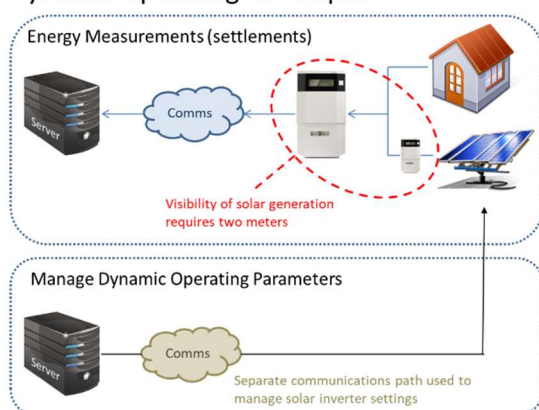 Energy Measurements (settlements)
Server
Comms
Visibility of solar generation
requires two meters
Manage Dynamic Operating Parameters
Server
Comms
Separate communications path used to
manage solar inverter settings